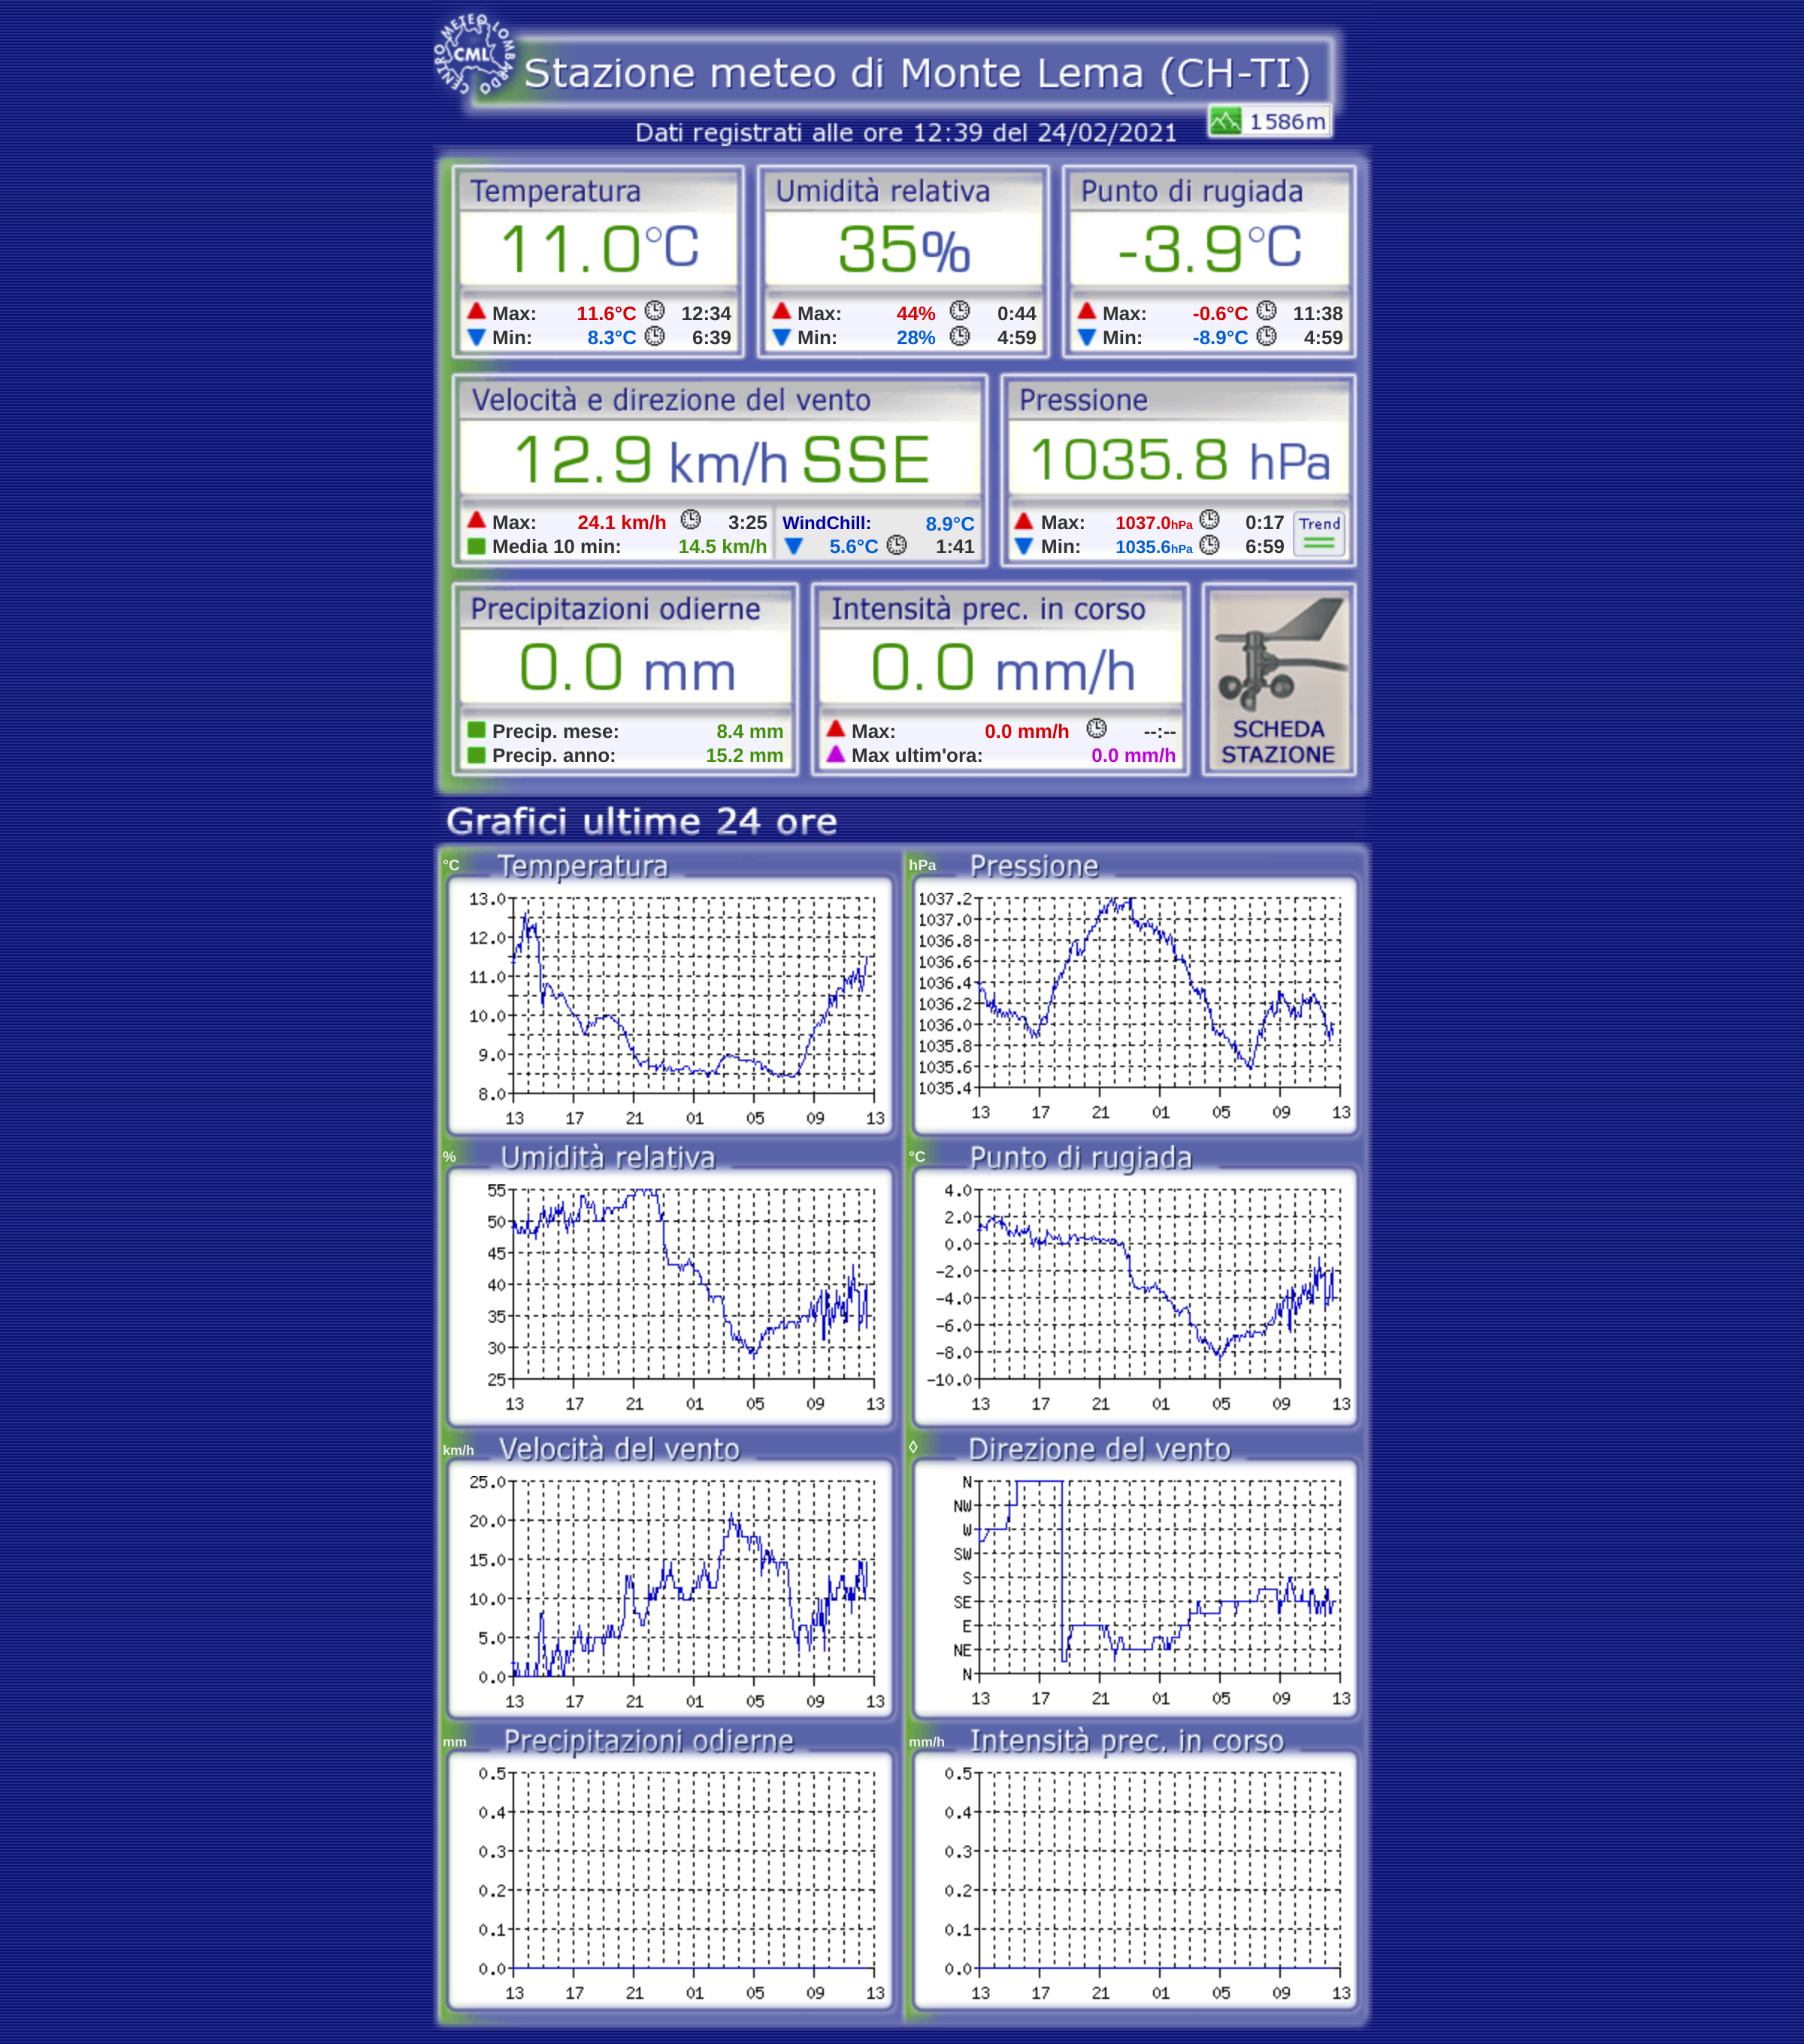 CENTRO METEO LOMBARDO
CML
Stazione meteo di Monte Lema (CH-TI)
1586m
Dati registrati alle ore 12:39 del 24/02/2021
Temperatura
11.0°C
Max: 11.6°C 12:34
Min: 8.3°C 6:39
Umidità relativa
35%
Max: 44% 0:44
Min: 28% 4:59
Punto di rugiada
-3.9°C
Max: -0.6°C 11:38
Min: -8.9°C 4:59
Velocità e direzione del vento
12.9 km/h SSE
Max: 24.1 km/h 3:25
Media 10 min: 14.5 km/h
WindChill: 8.9°C
5.6°C 1:41
Pressione
1035.8 hPa
Max: 1037.0hPa 0:17
Min: 1035.6hPa 6:59
Trend
Precipitazioni odierne
0.0 mm
Precip. mese: 8.4 mm
Precip. anno: 15.2 mm
Intensità prec. in corso
0.0 mm/h
Max: 0.0 mm/h --:--
Max ultim'ora: 0.0 mm/h
SCHEDA
STAZIONE
Grafici ultime 24 ore
°C Temperatura
13.0
12.0
11.0
10.0
9.0
8.0
13 17 21 01 05 09 13
hPa Pressione
1037.2
1037.0
1036.8
1036.6
1036.4
1036.2
1036.0
1035.8
1035.6
1035.4
13 17 21 01 05 09 13
% Umidità relativa
55
50
45
40
35
30
25
13 17 21 01 05 09 13
°C Punto di rugiada
4.0
2.0
0.0
-2.0
-4.0
-6.0
-8.0
-10.0
13 17 21 01 05 09 13
km/h Velocità del vento
25.0
20.0
15.0
10.0
5.0
0.0
13 17 21 01 05 09 13
◊ Direzione del vento
N
NW
W
SW
S
SE
E
NE
N
13 17 21 01 05 09 13
mm Precipitazioni odierne
0.5
0.4
0.3
0.2
0.1
0.0
13 17 21 01 05 09 13
mm/h Intensità prec. in corso
0.5
0.4
0.3
0.2
0.1
0.0
13 17 21 01 05 09 13